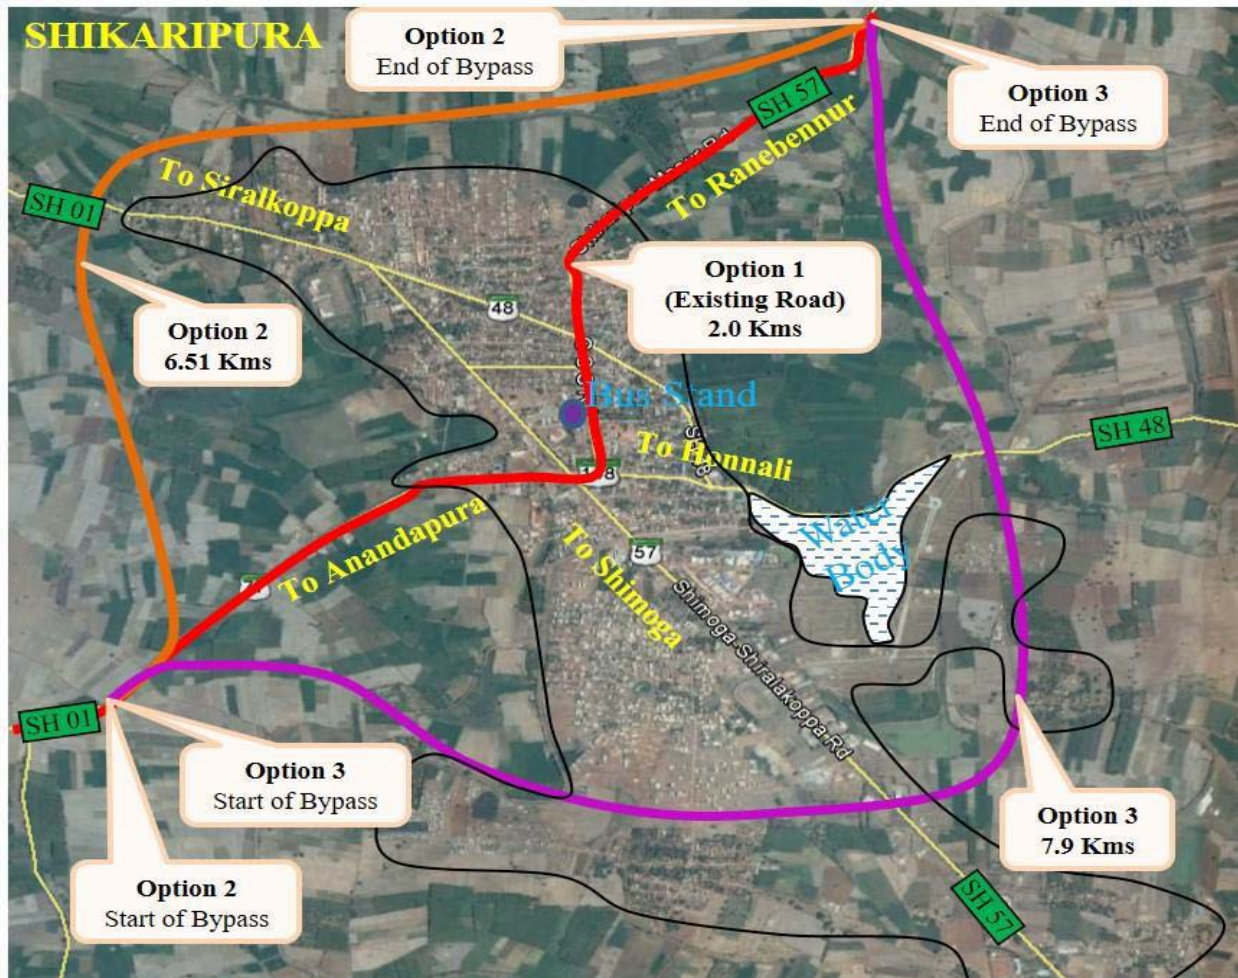 SHIKARIPURA
Option 2
End of Bypass
SH 57
Option 3
End of Bypass
To Ranebennur
To Siralkoppa
SH 01
Option 1
(Existing Road)
2.0 Kms
48
Option 2
6.51 Kms
Bus Stand
SH 48
To Honnali
Water
Body
To Anandapura
To Shimoga
57
Shimoga-Shiralakoppa Rd
SH 01
Option 3
Start of Bypass
Option 3
7.9 Kms
Option 2
Start of Bypass
SH 57